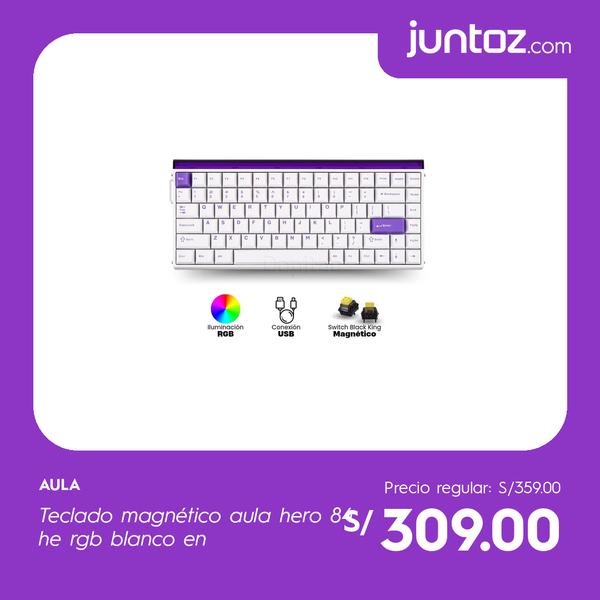 juntoz.com
Iluminación
RGB
Conexión
USB
Switch Black King
Magnético
AULA
Teclado magnético aula hero 84
he rgb blanco en
Precio regular: S/359.00
S/ 309.00